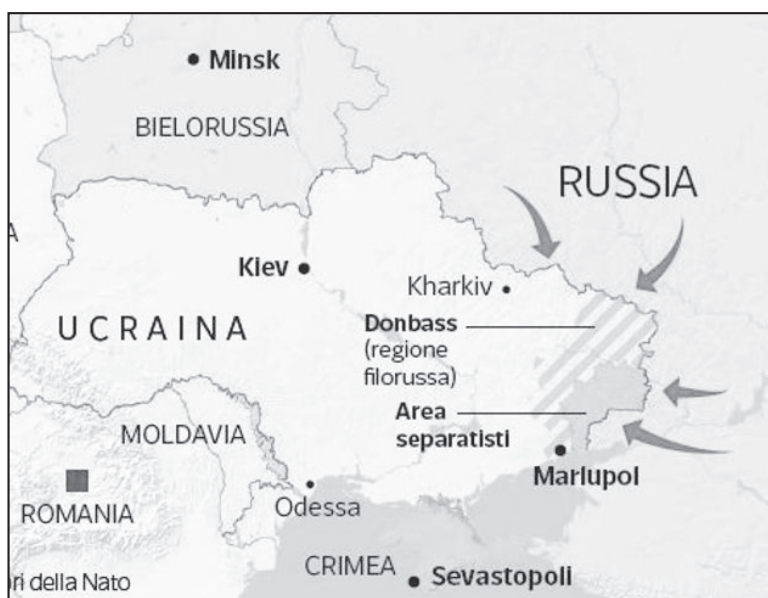 Minsk
BIELORUSSIA
RUSSIA
A
Kiev
Kharkiv
UCRAINA
Donbass
(regione
filorussa)
Area
separatisti
MOLDAVIA
Marlupol
Odessa
ROMANIA
CRIMEA
Sevastopoli
ori della Nato